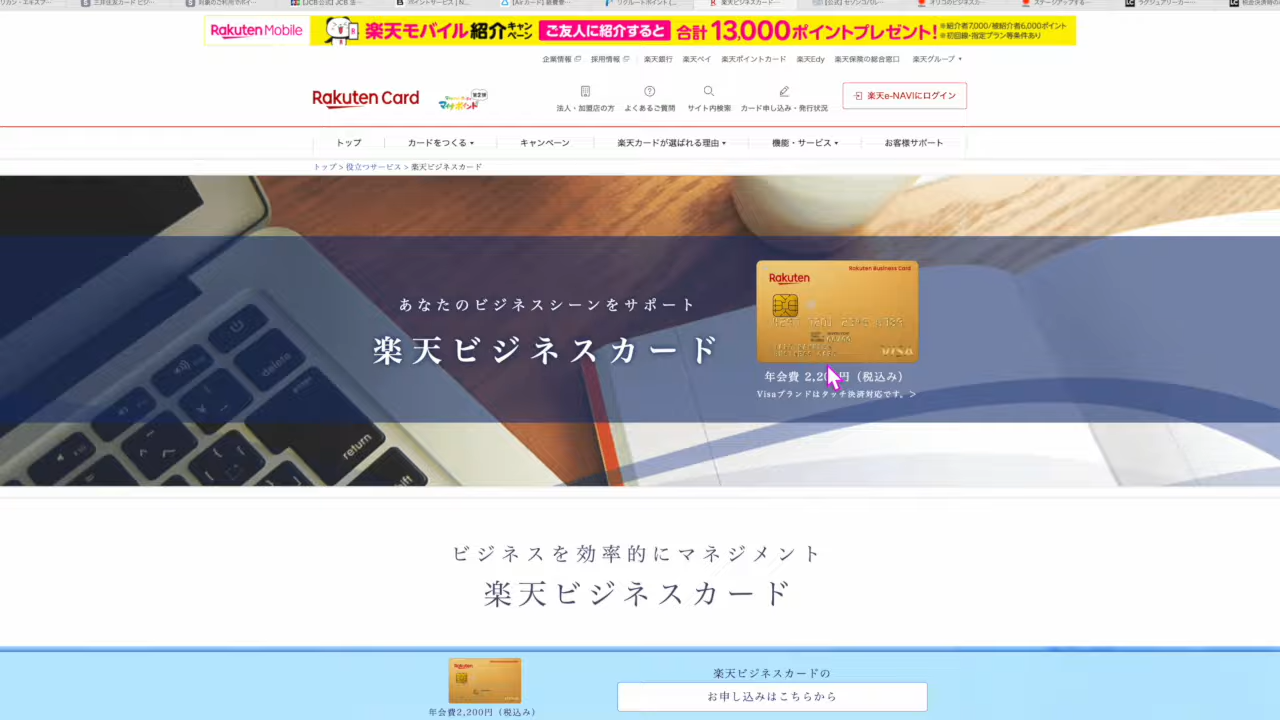 Rakuten Mobile 楽天モバイル紹介キャンペーン ご友人に紹介すると 合計13,000ポイントプレゼント! ※紹介者7,000/被紹介者6,000ポイント
※初回線・指定プラン等条件あり
企業情報 採用情報 楽天銀行 楽天ペイ 楽天ポイントカード 楽天Edy 楽天保険の総合窓口 楽天グループ
Rakuten Card
法人・加盟店の方 よくあるご質問 サイト内検索 カード申し込み・発行状況 楽天e-NAVIにログイン
トップ カードをつくる キャンペーン 楽天カードが選ばれる理由 機能・サービス お客様サポート
トップ > 役立つサービス > 楽天ビジネスカード
あなたのビジネスシーンをサポート
楽天ビジネスカード
Rakuten Business Card
Rakuten
VISA
年会費 2,2 円（税込み）
Visaブランドはタッチ決済対応です。>
delete
return
shift
ビジネスを効率的にマネジメント
楽天ビジネスカード
Rakuten
年会費2,200円（税込み）
楽天ビジネスカードの
お申し込みはこちらから